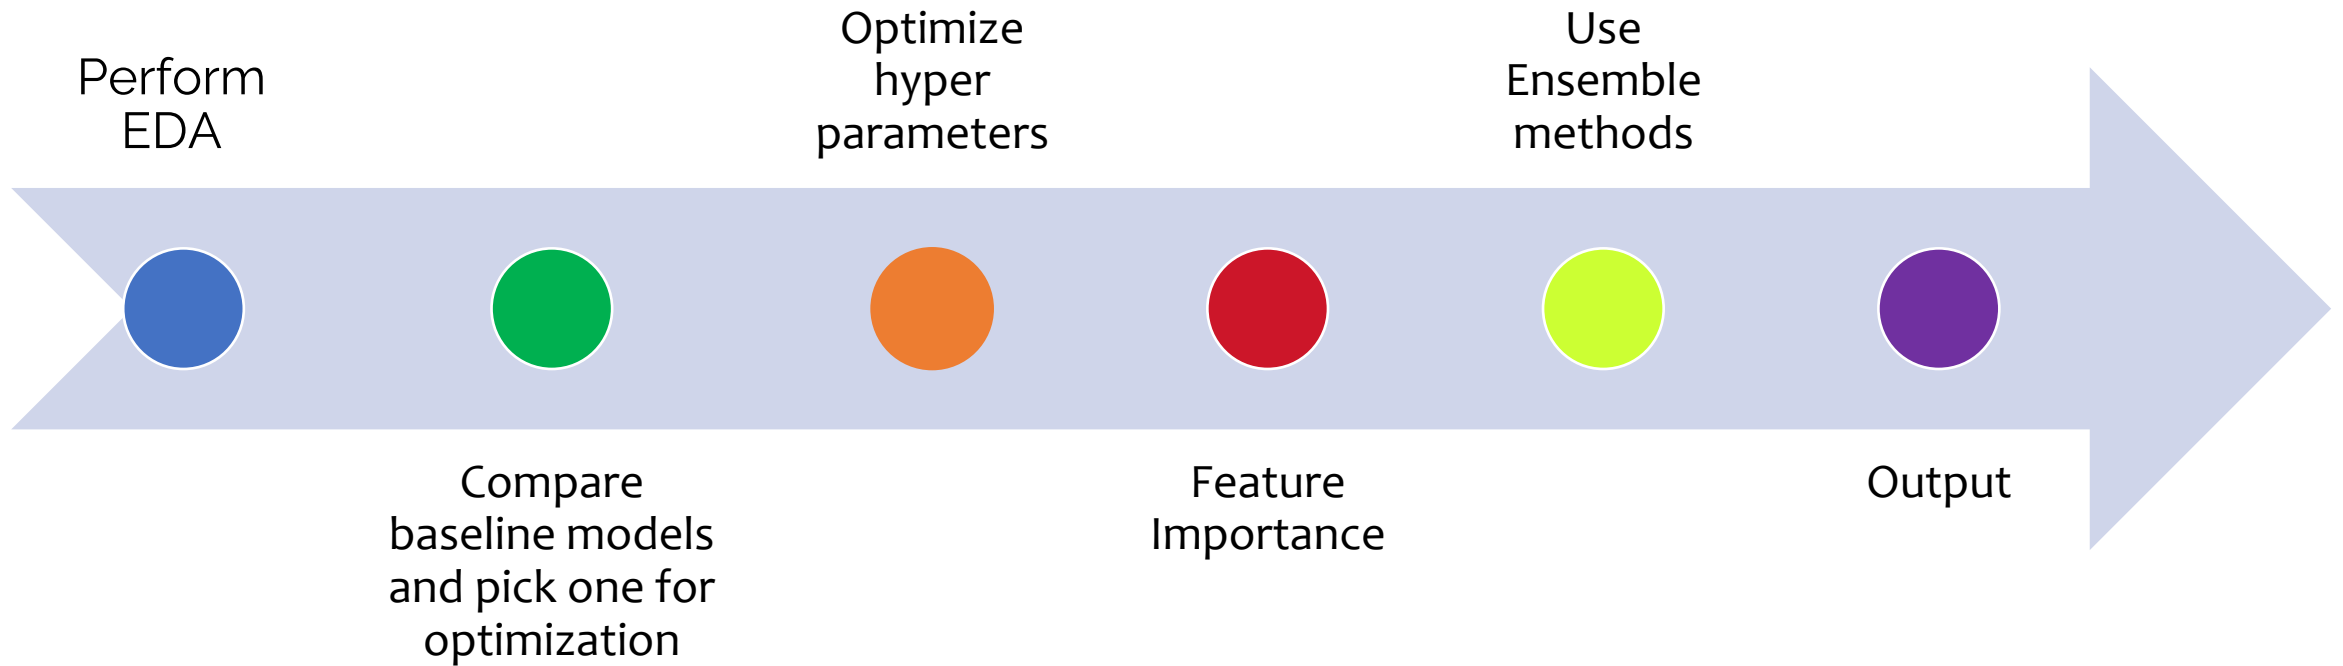 Perform
EDA
Compare
baseline models
and pick one for
optimization
Optimize
hyper
parameters
Feature
Importance
Use
Ensemble
methods
Output